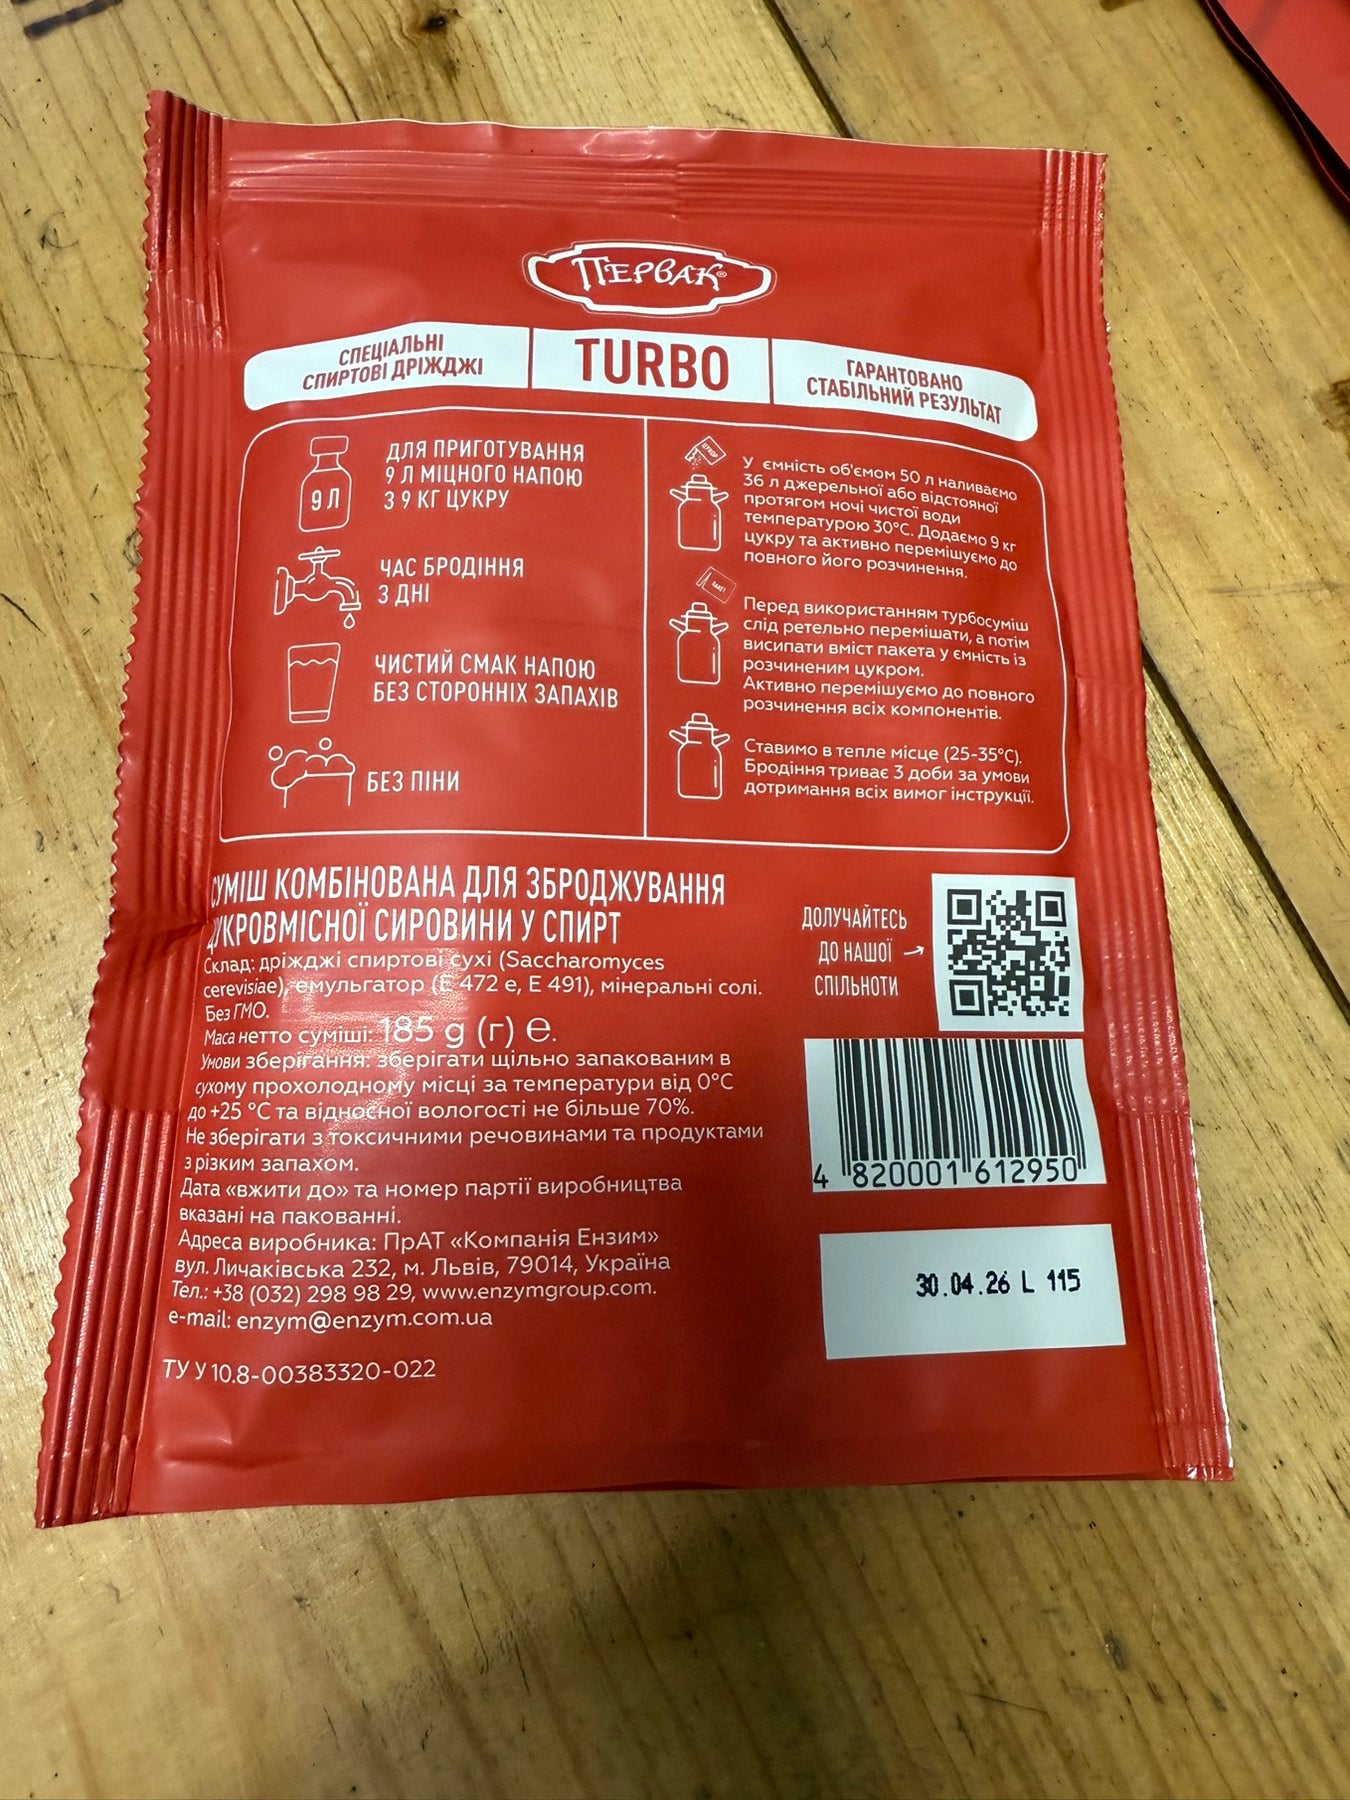 ПЕРВАК®
СПЕЦІАЛЬНІ
СПИРТОВІ ДРІЖДЖІ
TURBO
ГАРАНТОВАНО
СТАБІЛЬНИЙ РЕЗУЛЬТАТ
9 Л
ДЛЯ ПРИГОТУВАННЯ
9 Л МІЦНОГО НАПОЮ
З 9 КГ ЦУКРУ
ЧАС БРОДІННЯ
3 ДНІ
ЧИСТИЙ СМАК НАПОЮ
БЕЗ СТОРОННІХ ЗАПАХІВ
БЕЗ ПІНИ
У ємність об'ємом 50 л наливаємо
36 л джерельної або відстояної
протягом ночі чистої води
температурою 30°С. Додаємо 9 кг
цукру та активно перемішуємо до
повного його розчинення.
Перед використанням турбосуміш
слід ретельно перемішати, а потім
висипати вміст пакета у ємність із
розчиненим цукром.
Активно перемішуємо до повного
розчинення всіх компонентів.
Ставимо в тепле місце (25-35°С).
Бродіння триває 3 доби за умови
дотримання всіх вимог інструкції.
СУМІШ КОМБІНОВАНА ДЛЯ ЗБРОДЖУВАННЯ
ЦУКРОВМІСНОЇ СИРОВИНИ У СПИРТ
Склад: дріжджі спиртові сухі (Saccharomyces
cerevisiae), емульгатор (Е 472 е, Е 491), мінеральні солі.
Без ГМО.
Маса нетто суміші: 185 g (г) ℮.
Умови зберігання: зберігати щільно запакованим в
сухому прохолодному місці за температури від 0°С
до +25 °С та відносної вологості не більше 70%.
Не зберігати з токсичними речовинами та продуктами
з різким запахом.
Дата «вжити до» та номер партії виробництва
вказані на пакованні.
Адреса виробника: ПрАТ «Компанія Ензим»
вул. Личаківська 232, м. Львів, 79014, Україна
Тел.: +38 (032) 298 98 29, www.enzymgroup.com.
e-mail: enzym@enzym.com.ua
ТУ У 10.8-00383320-022
ДОЛУЧАЙТЕСЬ
ДО НАШОЇ →
СПІЛЬНОТИ
4 820001 612950
30.04.26 L 115